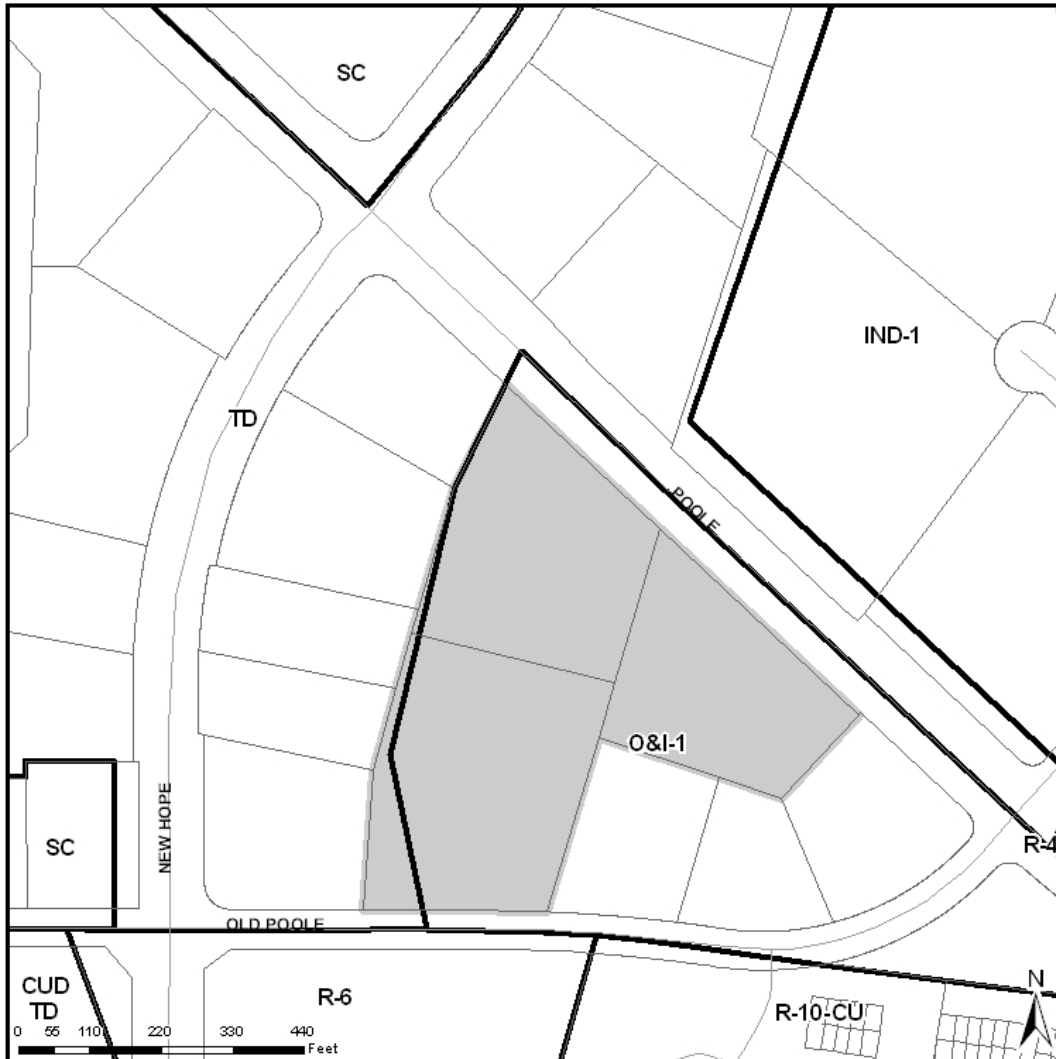 SC
IND-1
TD
POOLE
O&I-1
NEW HOPE
SC
R-4
OLD POOLE
CUD
TD
R-6
R-10-CU
N
0 55 110 220 330 440
Feet